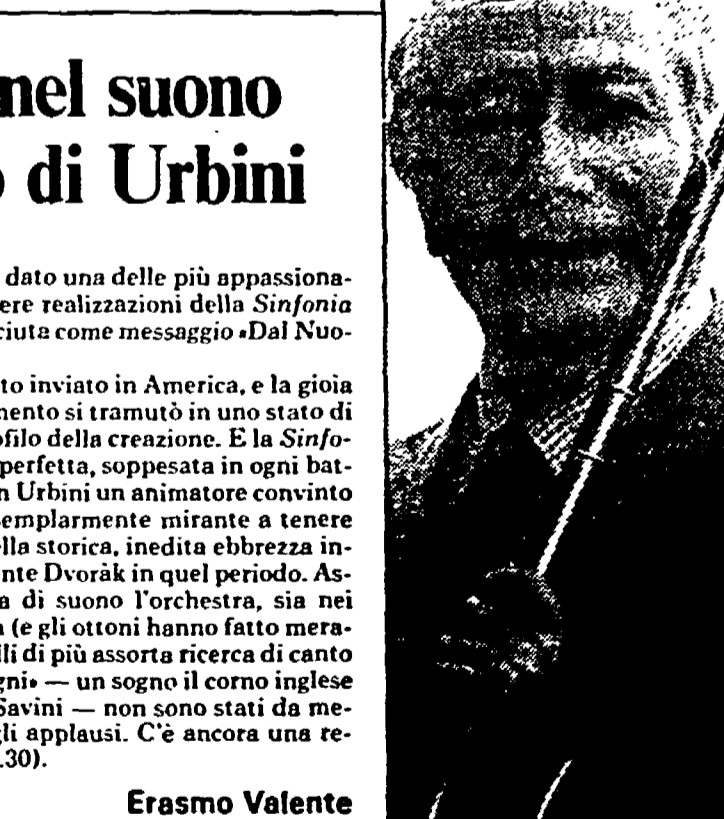 nel suono
o di Urbini
dato una delle più appassiona-
ere realizzazioni della Sinfonia
ciuta come messaggio «Dal Nuo-
to inviato in America, e la gioia
mento si tramutò in uno stato di
ofilo della creazione. E la Sinfo-
perfetta, soppesata in ogni bat-
n Urbini un animatore convinto
semplarmente mirante a tenere
lla storica, inedita ebbrezza in-
nte Dvoràk in quel periodo. As-
a di suono l'orchestra, sia nei
a (e gli ottoni hanno fatto mera-
li di più assorta ricerca di canto
gni» — un sogno il corno inglese
Savini — non sono stati da me-
gli applausi. C'è ancora una re-
.30).
Erasmo Valente